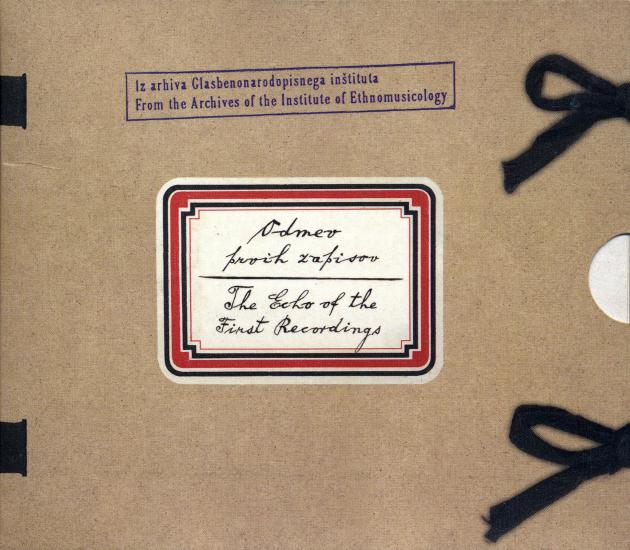 Iz arhiva Glasbenonarodopisnega inštituta
From the Archives of the Institute of Ethnomusicology
Odmev
prvih zapisov
The Echo of the
First Recordings